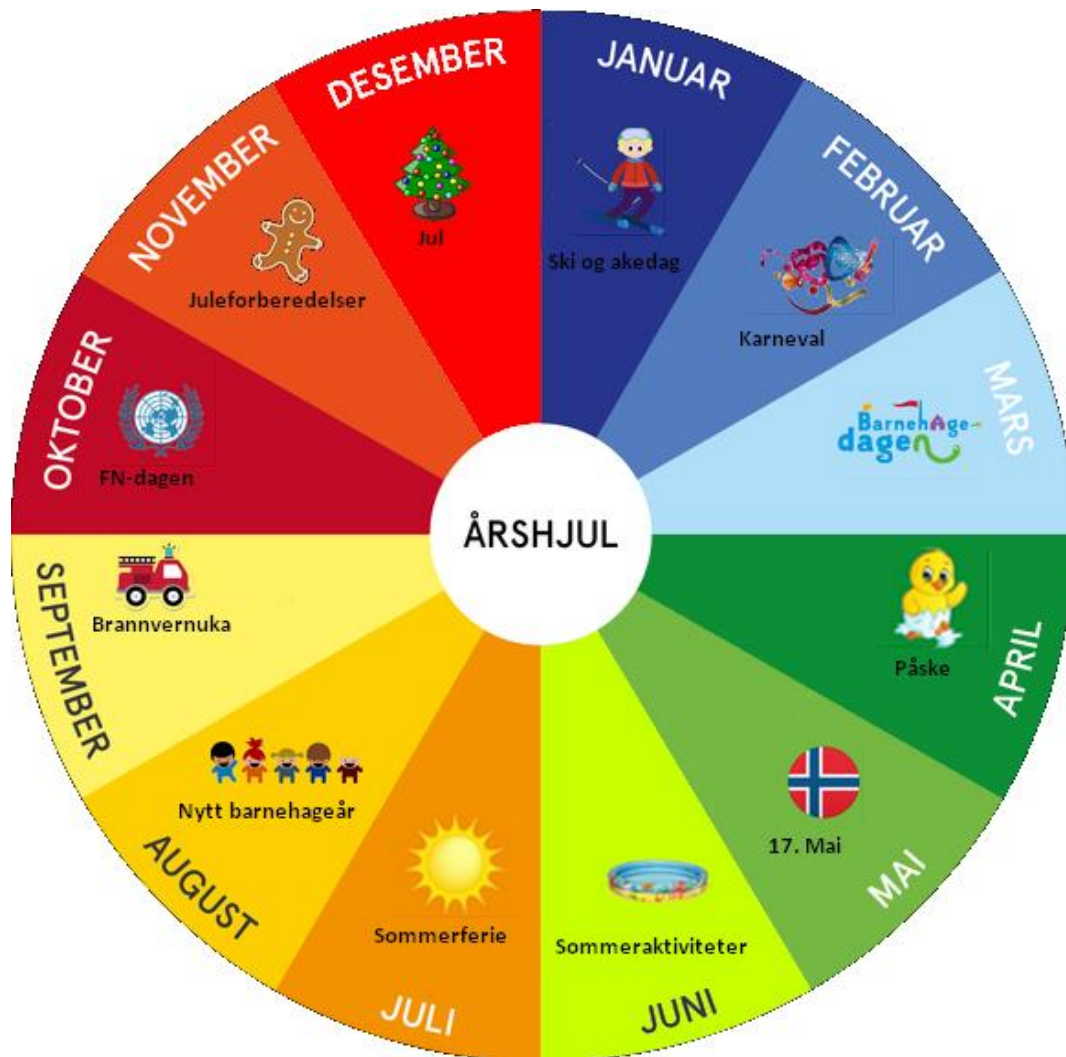 ÅRSHJUL
JANUAR
Ski og akedag
FEBRUAR
Karneval
MARS
Barnehage-
dagen
APRIL
Påske
MAI
17. Mai
JUNI
Sommeraktiviteter
JULI
Sommerferie
AUGUST
Nytt barnehageår
SEPTEMBER
Brannvernuka
OKTOBER
FN-dagen
NOVEMBER
Juleforberedelser
DESEMBER
Jul